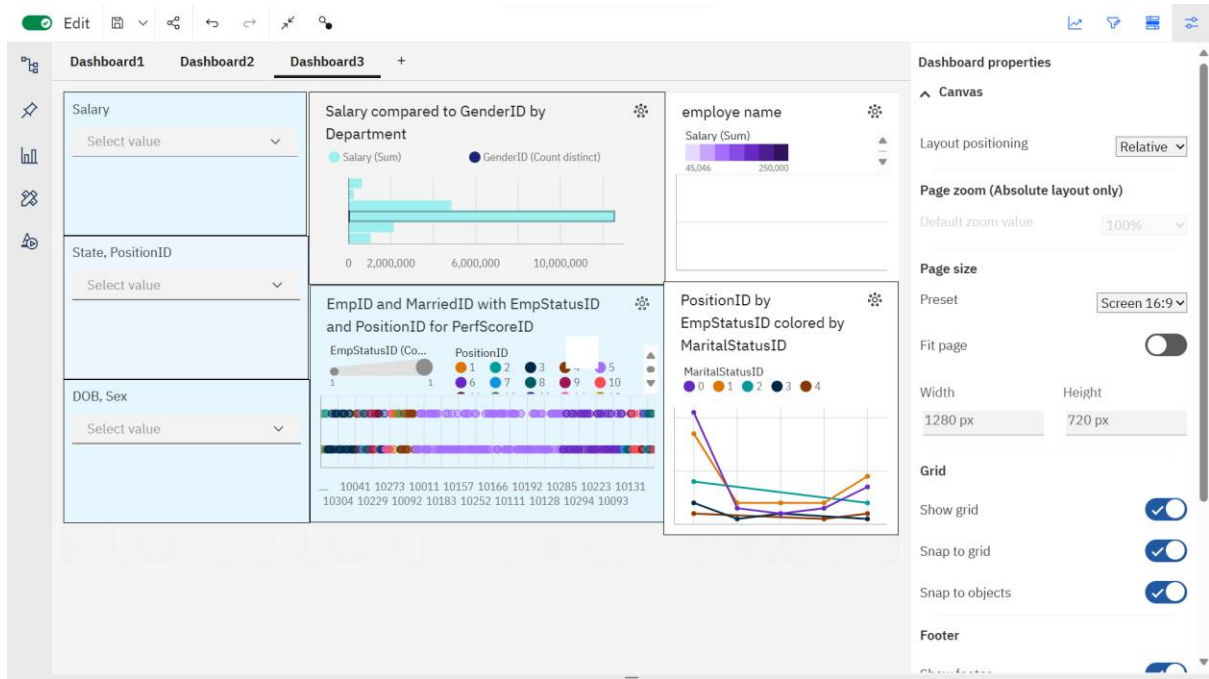 Edit
Dashboard1 Dashboard2 Dashboard3 +
Salary
Select value
State, PositionID
Select value
DOB, Sex
Select value
Salary compared to GenderID by
Department
Salary (Sum) GenderID (Count distinct)
0 2,000,000 6,000,000 10,000,000
employe name
Salary (Sum)
45,046 250,000
EmpID and MarriedID with EmpStatusID
and PositionID for PerfScoreID
EmpStatusID (Co...
1 1
PositionID
1 2 3 4 5
6 7 8 9 10
... 10041 10273 10011 10157 10166 10192 10285 10223 10131
10304 10229 10092 10183 10252 10111 10128 10294 10093
PositionID by
EmpStatusID colored by
MaritalStatusID
MaritalStatusID
0 1 2 3 4
Dashboard properties
Canvas
Layout positioning Relative
Page zoom (Absolute layout only)
Default zoom value 100%
Page size
Preset Screen 16:9
Fit page
Width Height
1280 px 720 px
Grid
Show grid
Snap to grid
Snap to objects
Footer
Show footer